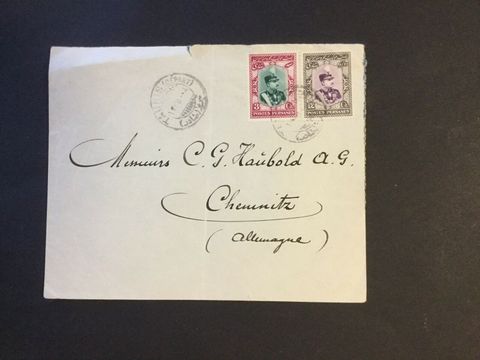 POSTES PERSANES
POSTES PERSANES
Messieurs C. G. Haubold A. G.
Chemnitz
(Allemagne)